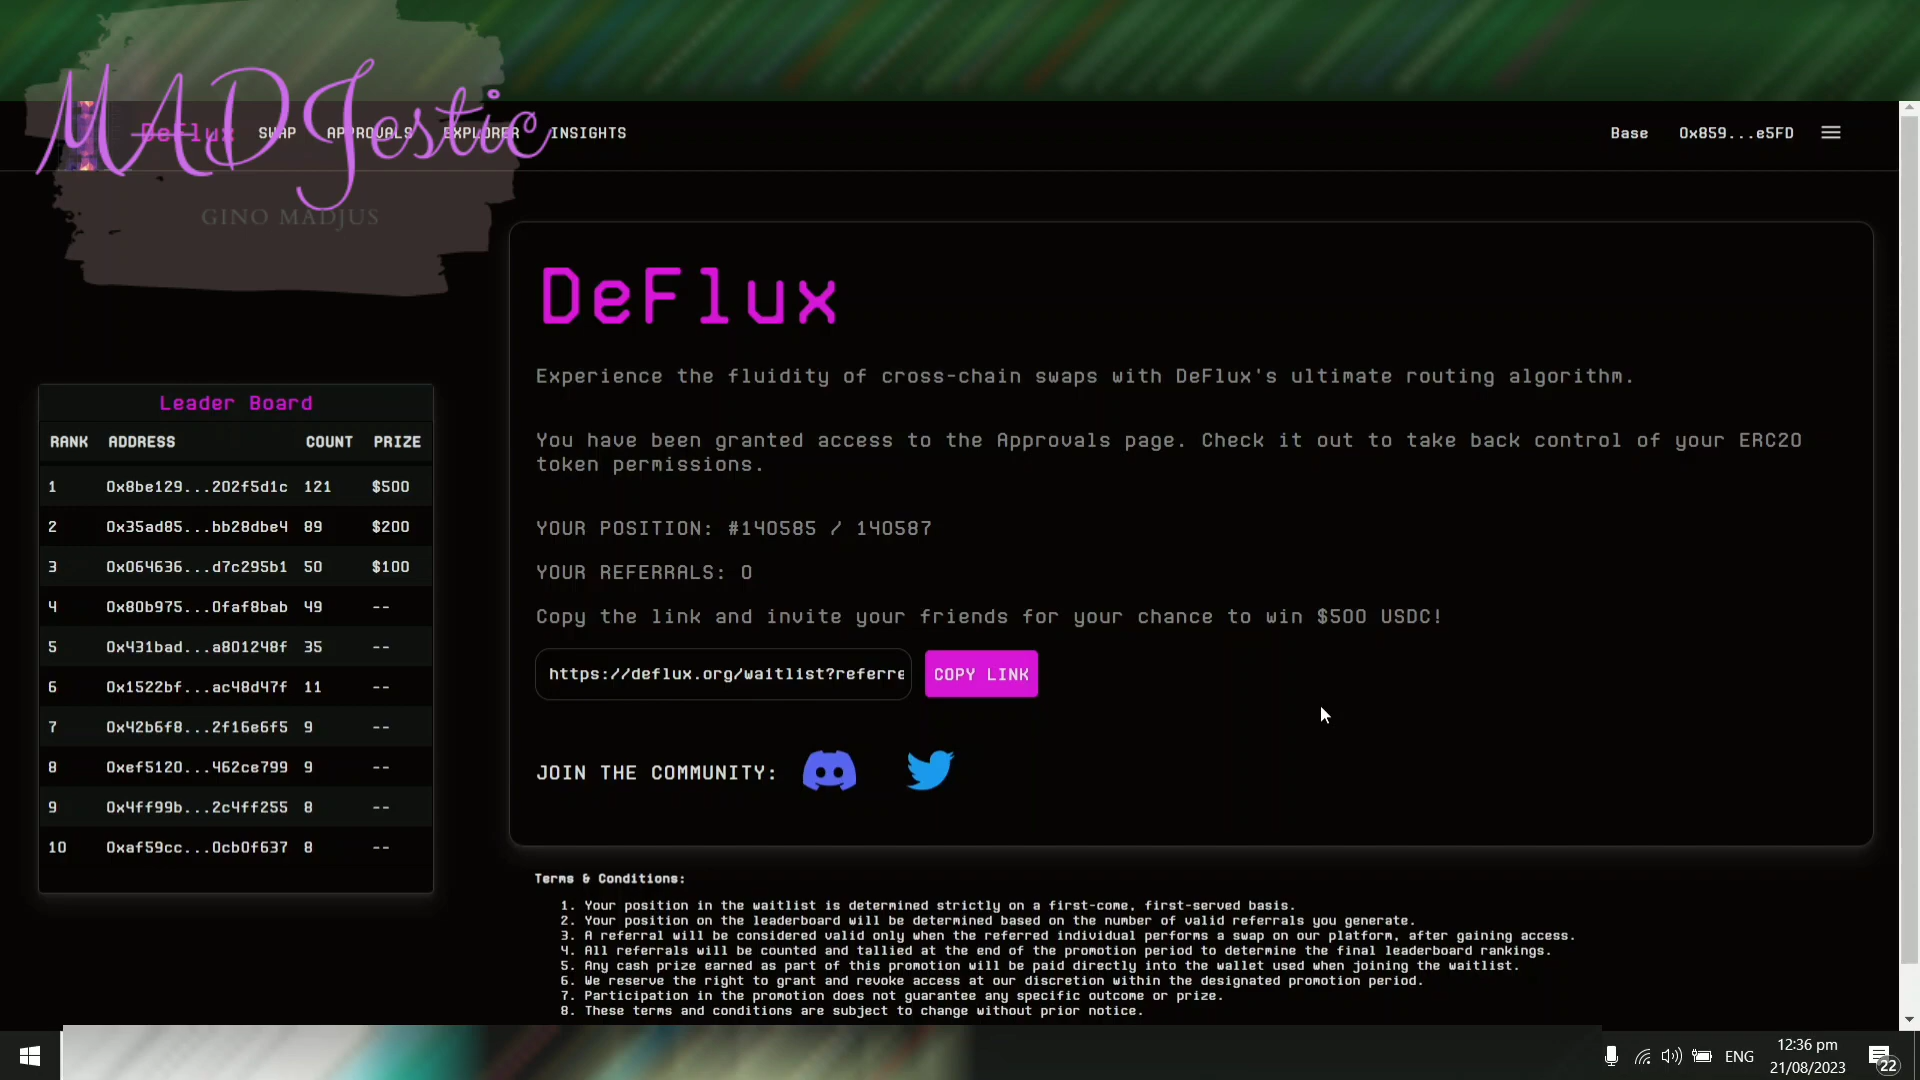 MADJestic
GINO MADJUS
DeFlux SWAP APPROVALS EXPLORER INSIGHTS
Base 0x859...e5FD
Leader Board
RANK ADDRESS COUNT PRIZE
1 0x8be129...202f5d1c 121 $500
2 0x35ad85...bb28dbe4 89 $200
3 0x064636...d7c295b1 50 $100
4 0x80b975...0faf8bab 49 --
5 0x431bad...a801248f 35 --
6 0x1522bf...ac48d47f 11 --
7 0x42b6f8...2f16e6f5 9 --
8 0xef5120...462ce799 9 --
9 0x4ff99b...2c4ff255 8 --
10 0xaf59cc...0cb0f637 8 --
DeFlux
Experience the fluidity of cross-chain swaps with DeFlux's ultimate routing algorithm.
You have been granted access to the Approvals page. Check it out to take back control of your ERC20
token permissions.
YOUR POSITION: #140585 / 140587
YOUR REFERRALS: 0
Copy the link and invite your friends for your chance to win $500 USDC!
https://deflux.org/waitlist?referre COPY LINK
JOIN THE COMMUNITY:
Terms & Conditions:
1. Your position in the waitlist is determined strictly on a first-come, first-served basis.
2. Your position on the leaderboard will be determined based on the number of valid referrals you generate.
3. A referral will be considered valid only when the referred individual performs a swap on our platform, after gaining access.
4. All referrals will be counted and tallied at the end of the promotion period to determine the final leaderboard rankings.
5. Any cash prize earned as part of this promotion will be paid directly into the wallet used when joining the waitlist.
6. We reserve the right to grant and revoke access at our discretion within the designated promotion period.
7. Participation in the promotion does not guarantee any specific outcome or prize.
8. These terms and conditions are subject to change without prior notice.
ENG
12:36 pm
21/08/2023
22